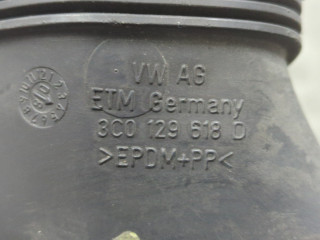 VW AG
ETM Germany
3C0 129 618 D
>EPDM+PP<